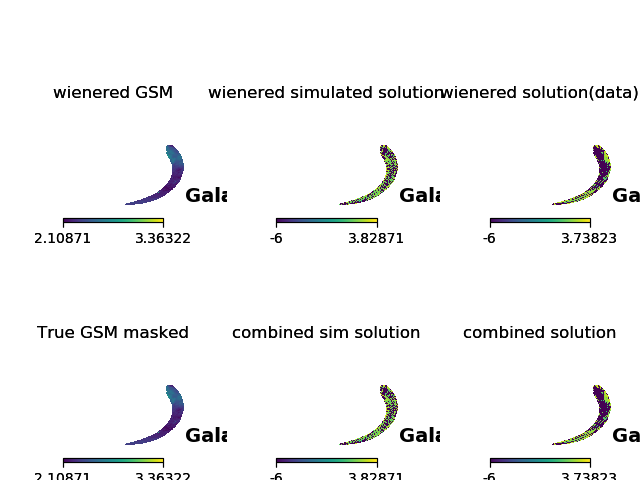 wienered GSM
wienered simulated solution
wienered solution(data)
Gala
Gala
Ga
2.10871 3.36322
-6 3.82871
-6 3.73823
True GSM masked
combined sim solution
combined solution
Gala
Gala
Ga
2.10871 3.36322
-6 3.82871
-6 3.73823